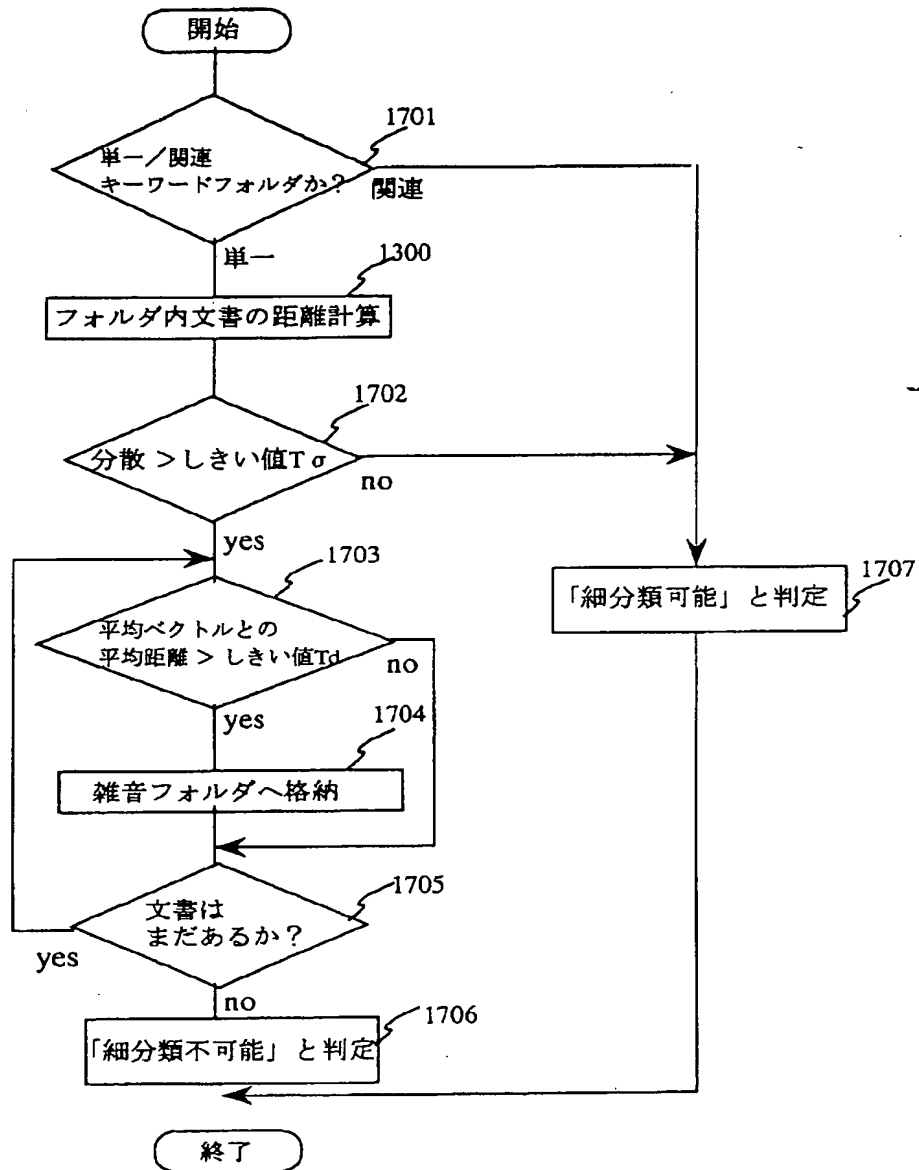 開始
1701
単一／関連
キーワードフォルダか？
関連
単一
1300
フォルダ内文書の距離計算
1702
分散 ＞しきい値Tσ
no
yes
1703
平均ベクトルとの
平均距離 > しきい値Td
no
yes
1704
雑音フォルダへ格納
1705
文書は
まだあるか？
yes
no
1706
「細分類不可能」と判定
1707
「細分類可能」と判定
終了